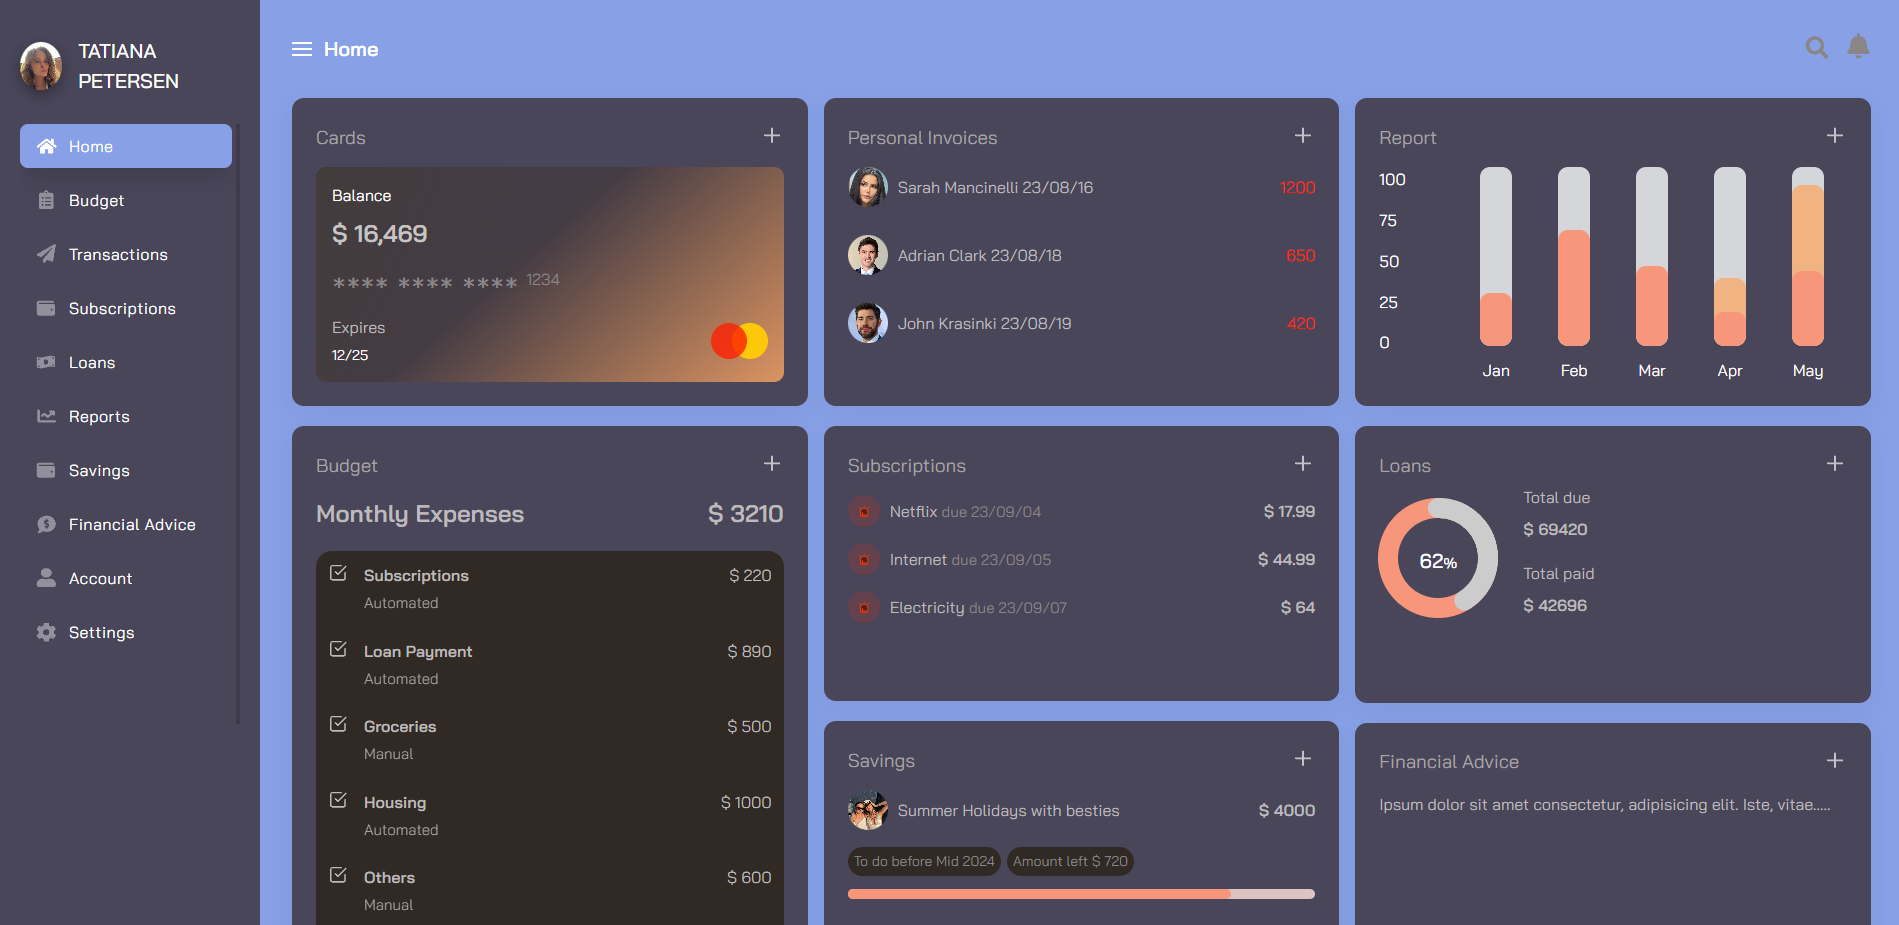 TATIANA
PETERSEN
Home
Budget
Transactions
Subscriptions
Loans
Reports
Savings
Financial Advice
Account
Settings
Home
Cards
Balance
$ 16,469
**** **** **** 1234
Expires
12/25
Personal Invoices
Sarah Mancinelli 23/08/16 1200
Adrian Clark 23/08/18 650
John Krasinki 23/08/19 420
Report
100
75
50
25
0
Jan Feb Mar Apr May
Budget
Monthly Expenses $ 3210
Subscriptions $ 220
Automated
Loan Payment $ 890
Automated
Groceries $ 500
Manual
Housing $ 1000
Automated
Others $ 600
Manual
Subscriptions
Netflix due 23/09/04 $ 17.99
Internet due 23/09/05 $ 44.99
Electricity due 23/09/07 $ 64
Loans
62%
Total due
$ 69420
Total paid
$ 42696
Savings
Summer Holidays with besties $ 4000
To do before Mid 2024 Amount left $ 720
Financial Advice
Ipsum dolor sit amet consectetur, adipisicing elit. Iste, vitae.....